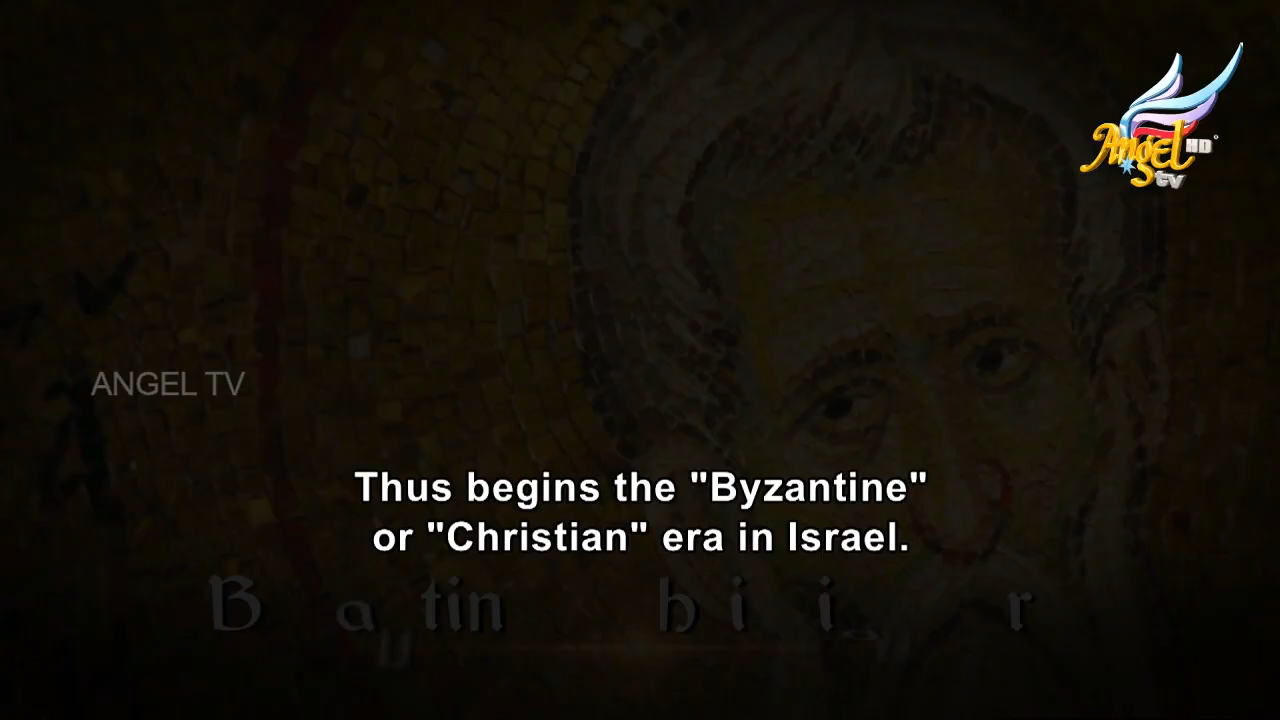 Angel HD
tv
ANGEL TV
Thus begins the "Byzantine"
or "Christian" era in Israel.